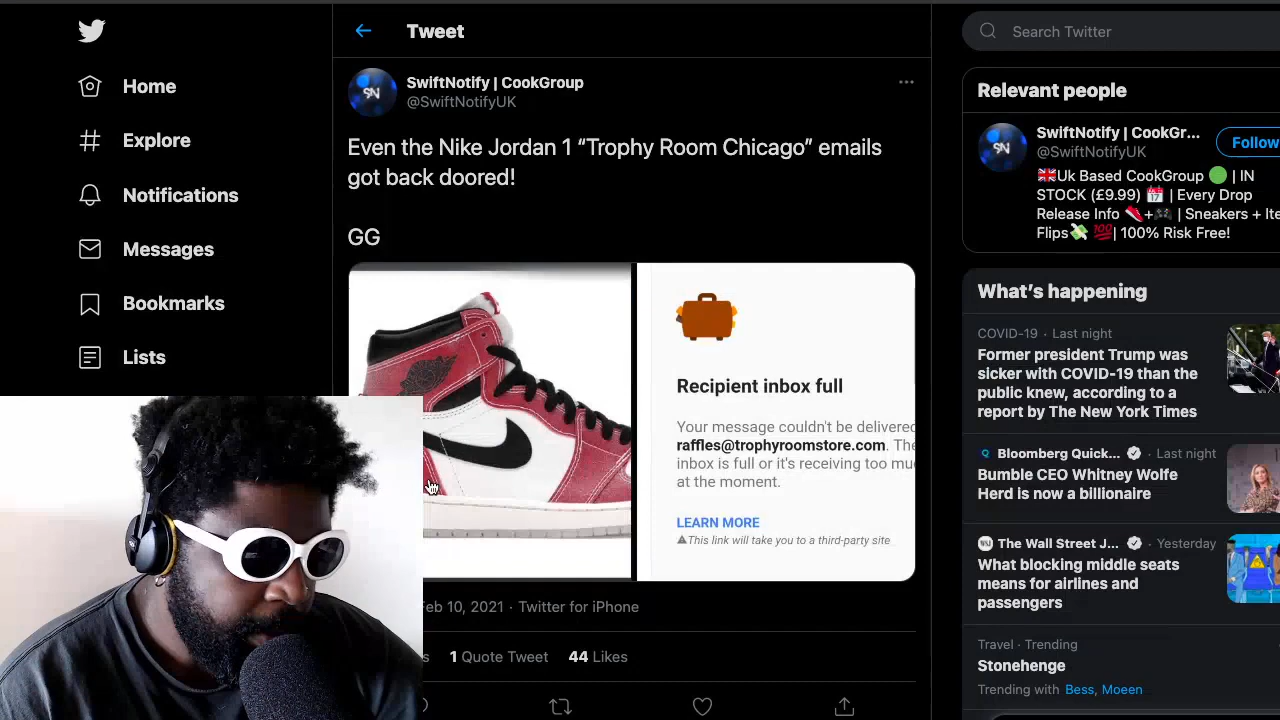 Home
Explore
Notifications
Messages
Bookmarks
Lists
Tweet
SwiftNotify | CookGroup
@SwiftNotifyUK
Even the Nike Jordan 1 “Trophy Room Chicago” emails
got back doored!
GG
Recipient inbox full
Your message couldn't be delivered
raffles@trophyroomstore.com. The
inbox is full or it's receiving too
at the moment.
LEARN MORE
This link will take you to a third-party site
Feb 10, 2021 · Twitter for iPhone
1 Quote Tweet 44 Likes
Search Twitter
Relevant people
SN
SwiftNotify | CookGr...
@SwiftNotifyUK
Follow
Uk Based CookGroup | IN
STOCK (£9.99) | Every Drop
Release Info + | Sneakers +
Flips | 100% Risk Free!
What's happening
COVID-19 · Last night
Former president Trump was
sicker with COVID-19 than the
public knew, according to a
report by The New York Times
Bloomberg Quick... · Last night
Bumble CEO Whitney Wolfe
Herd is now a billionaire
The Wall Street J... · Yesterday
What blocking middle seats
means for airlines and
passengers
Travel · Trending
Stonehenge
Trending with Bess, Moeen